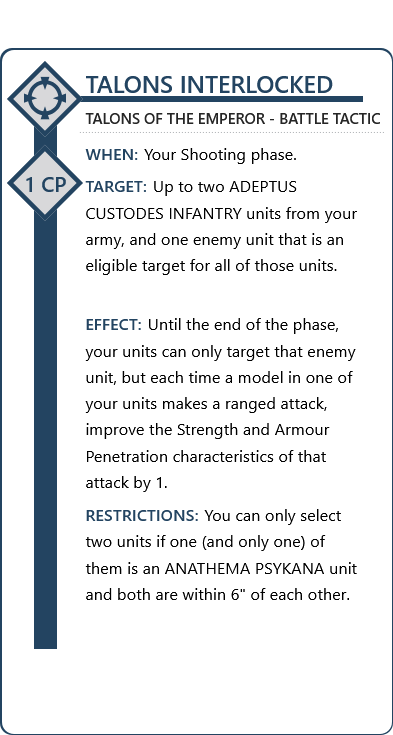 TALONS INTERLOCKED
TALONS OF THE EMPEROR - BATTLE TACTIC
WHEN: Your Shooting phase.
1 CP
TARGET: Up to two ADEPTUS
CUSTODES INFANTRY units from your
army, and one enemy unit that is an
eligible target for all of those units.
EFFECT: Until the end of the phase,
your units can only target that enemy
unit, but each time a model in one of
your units makes a ranged attack,
improve the Strength and Armour
Penetration characteristics of that
attack by 1.
RESTRICTIONS: You can only select
two units if one (and only one) of
them is an ANATHEMA PSYKANA unit
and both are within 6" of each other.